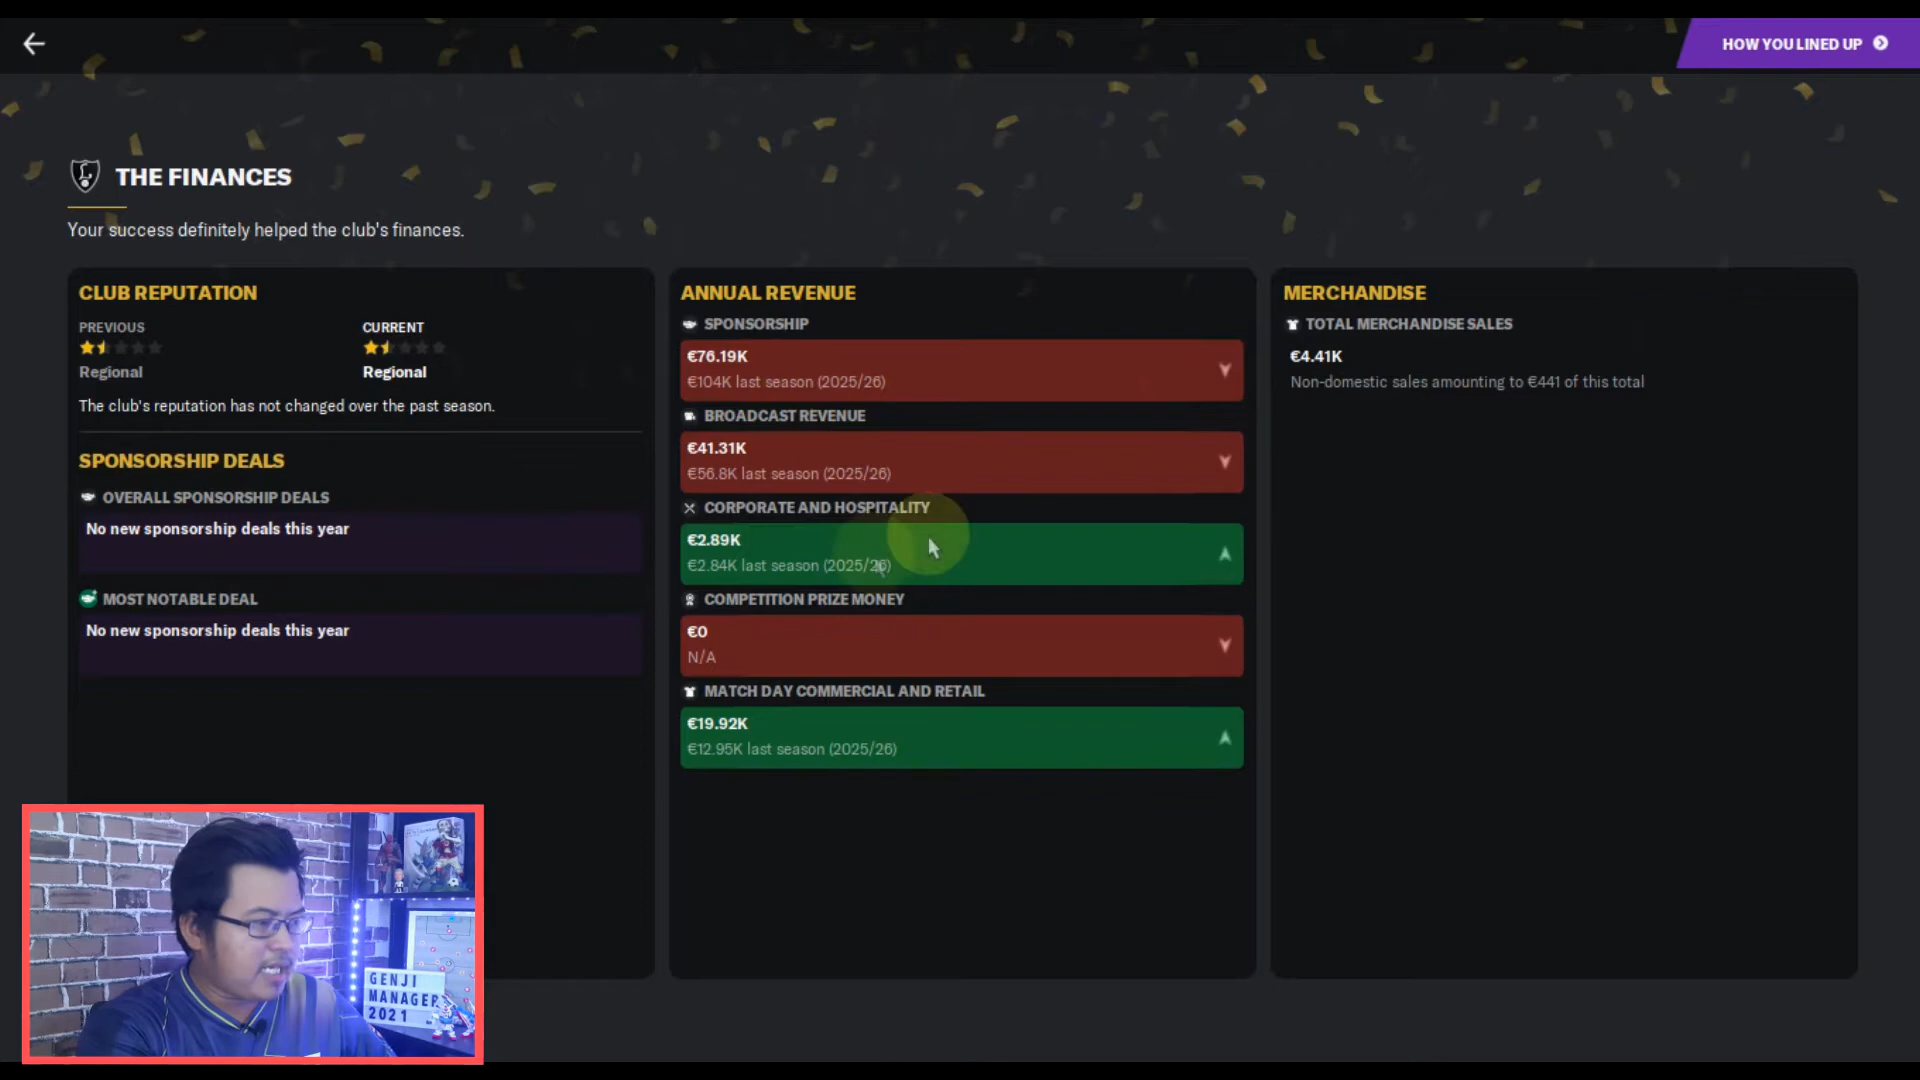 HOW YOU LINED UP
THE FINANCES
Your success definitely helped the club's finances.
CLUB REPUTATION
PREVIOUS
CURRENT
Regional
Regional
The club's reputation has not changed over the past season.
SPONSORSHIP DEALS
OVERALL SPONSORSHIP DEALS
No new sponsorship deals this year
MOST NOTABLE DEAL
No new sponsorship deals this year
ANNUAL REVENUE
SPONSORSHIP
€76.19K
€104K last season (2025/26)
BROADCAST REVENUE
€41.31K
€56.8K last season (2025/26)
CORPORATE AND HOSPITALITY
€2.89K
€2.84K last season (2025/26)
COMPETITION PRIZE MONEY
€0
N/A
MATCH DAY COMMERCIAL AND RETAIL
€19.92K
€12.95K last season (2025/26)
MERCHANDISE
TOTAL MERCHANDISE SALES
€4.41K
Non-domestic sales amounting to €441 of this total
GENJI
MANAGER
2021